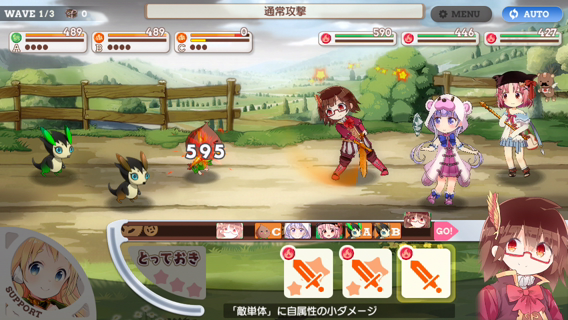 WAVE 1/3 0
通常攻撃
MENU
AUTO
489
489
0
A
B
C
590
446
427
595
C
A
B
GO!
SUPPORT
とっておき
「敵単体」に自属性の小ダメージ